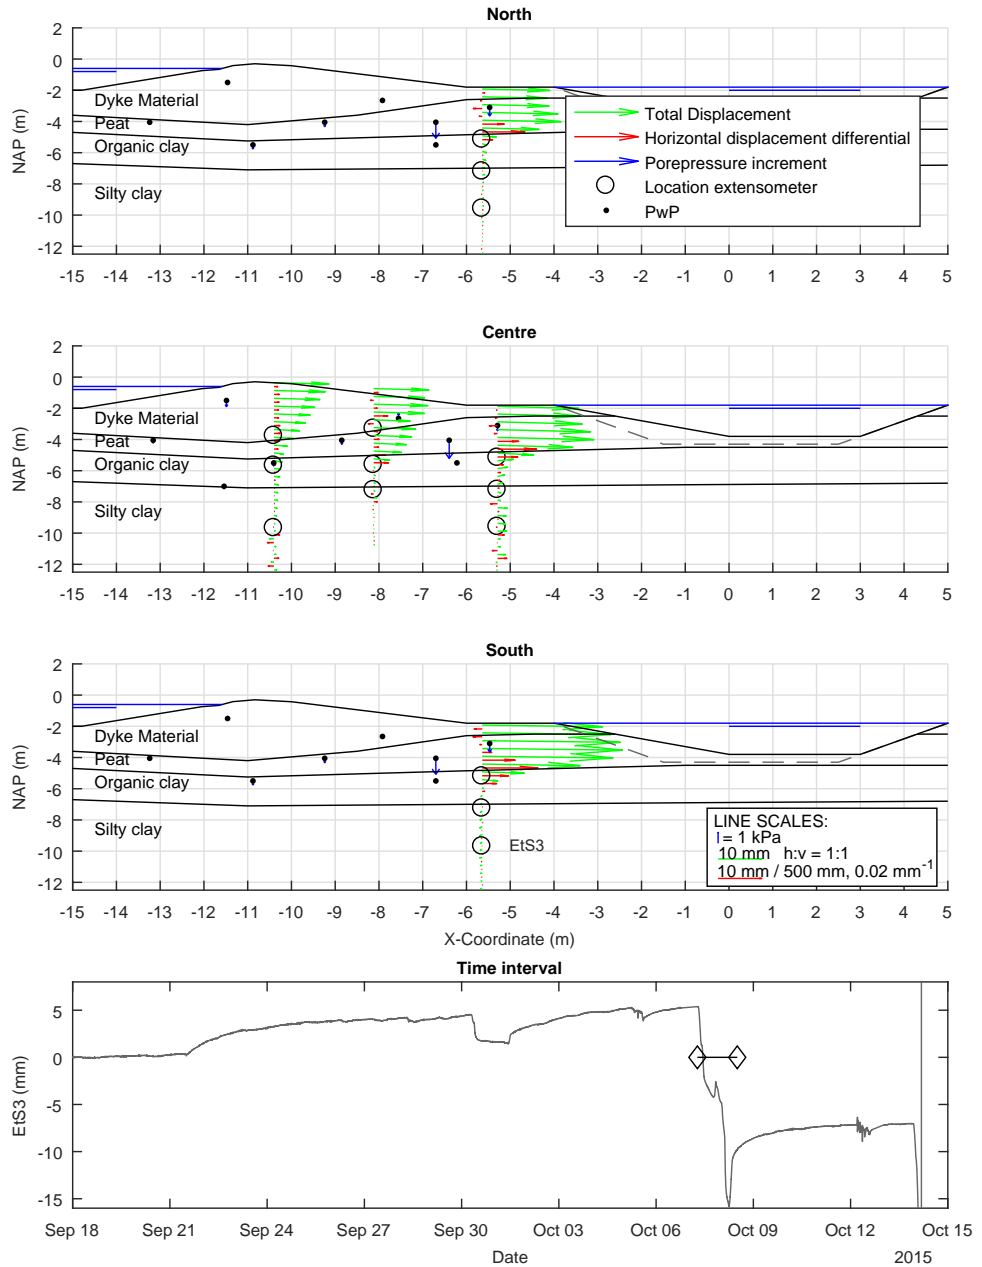 North
2
0
-2
-4
-6
-8
-10
-12
NAP (m)
Dyke Material
Peat
Organic clay
Silty clay
Total Displacement
Horizontal displacement differential
Porepressure increment
Location extensometer
PwP
-15 -14 -13 -12 -11 -10 -9 -8 -7 -6 -5 -4 -3 -2 -1 0 1 2 3 4 5
Centre
2
0
-2
-4
-6
-8
-10
-12
NAP (m)
Dyke Material
Peat
Organic clay
Silty clay
-15 -14 -13 -12 -11 -10 -9 -8 -7 -6 -5 -4 -3 -2 -1 0 1 2 3 4 5
South
2
0
-2
-4
-6
-8
-10
-12
NAP (m)
Dyke Material
Peat
Organic clay
Silty clay
EtS3
LINE SCALES:
= 1 kPa
10 mm h:v = 1:1
10 mm / 500 mm, 0.02 mm-1
-15 -14 -13 -12 -11 -10 -9 -8 -7 -6 -5 -4 -3 -2 -1 0 1 2 3 4 5
X-Coordinate (m)
Time interval
5
0
-5
-10
-15
EtS3 (mm)
Sep 18 Sep 21 Sep 24 Sep 27 Sep 30 Oct 03 Oct 06 Oct 09 Oct 12 Oct 15
Date
2015